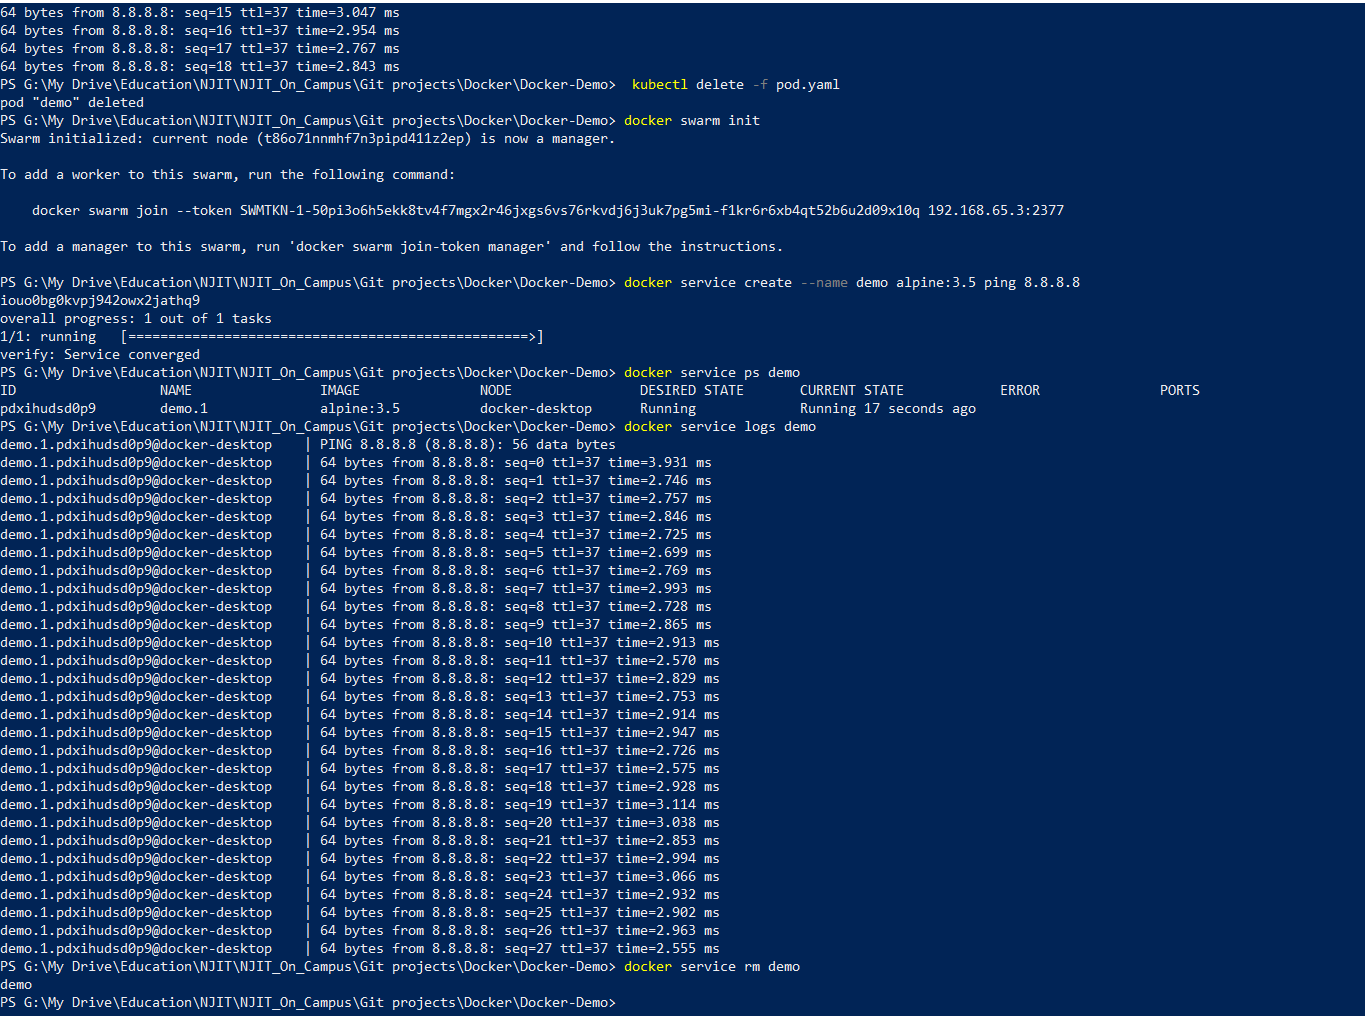 64 bytes from 8.8.8.8: seq=15 ttl=37 time=3.047 ms
64 bytes from 8.8.8.8: seq=16 ttl=37 time=2.954 ms
64 bytes from 8.8.8.8: seq=17 ttl=37 time=2.767 ms
64 bytes from 8.8.8.8: seq=18 ttl=37 time=2.843 ms
PS G:\My Drive\Education\NJIT\NJIT_On_Campus\Git projects\Docker\Docker-Demo>  kubectl delete -f pod.yaml
pod "demo" deleted
PS G:\My Drive\Education\NJIT\NJIT_On_Campus\Git projects\Docker\Docker-Demo> docker swarm init
Swarm initialized: current node (t86o71nnmhf7n3pipd411z2ep) is now a manager.

To add a worker to this swarm, run the following command:

    docker swarm join --token SWMTKN-1-50pi3o6h5ekk8tv4f7mgx2r46jxgs6vs76rkvdj6j3uk7pg5mi-f1kr6r6xb4qt52b6u2d09x10q 192.168.65.3:2377

To add a manager to this swarm, run 'docker swarm join-token manager' and follow the instructions.

PS G:\My Drive\Education\NJIT\NJIT_On_Campus\Git projects\Docker\Docker-Demo> docker service create --name demo alpine:3.5 ping 8.8.8.8
iouo0bg0kvpj942owx2jathq9
overall progress: 1 out of 1 tasks
1/1: running   [==================================================>]
verify: Service converged
PS G:\My Drive\Education\NJIT\NJIT_On_Campus\Git projects\Docker\Docker-Demo> docker service ps demo
ID                  NAME                IMAGE               NODE                DESIRED STATE       CURRENT STATE            ERROR               PORTS
pdxihudsd0p9        demo.1              alpine:3.5          docker-desktop      Running             Running 17 seconds ago
PS G:\My Drive\Education\NJIT\NJIT_On_Campus\Git projects\Docker\Docker-Demo> docker service logs demo
demo.1.pdxihudsd0p9@docker-desktop    | PING 8.8.8.8 (8.8.8.8): 56 data bytes
demo.1.pdxihudsd0p9@docker-desktop    | 64 bytes from 8.8.8.8: seq=0 ttl=37 time=3.931 ms
demo.1.pdxihudsd0p9@docker-desktop    | 64 bytes from 8.8.8.8: seq=1 ttl=37 time=2.746 ms
demo.1.pdxihudsd0p9@docker-desktop    | 64 bytes from 8.8.8.8: seq=2 ttl=37 time=2.757 ms
demo.1.pdxihudsd0p9@docker-desktop    | 64 bytes from 8.8.8.8: seq=3 ttl=37 time=2.846 ms
demo.1.pdxihudsd0p9@docker-desktop    | 64 bytes from 8.8.8.8: seq=4 ttl=37 time=2.725 ms
demo.1.pdxihudsd0p9@docker-desktop    | 64 bytes from 8.8.8.8: seq=5 ttl=37 time=2.699 ms
demo.1.pdxihudsd0p9@docker-desktop    | 64 bytes from 8.8.8.8: seq=6 ttl=37 time=2.769 ms
demo.1.pdxihudsd0p9@docker-desktop    | 64 bytes from 8.8.8.8: seq=7 ttl=37 time=2.993 ms
demo.1.pdxihudsd0p9@docker-desktop    | 64 bytes from 8.8.8.8: seq=8 ttl=37 time=2.728 ms
demo.1.pdxihudsd0p9@docker-desktop    | 64 bytes from 8.8.8.8: seq=9 ttl=37 time=2.865 ms
demo.1.pdxihudsd0p9@docker-desktop    | 64 bytes from 8.8.8.8: seq=10 ttl=37 time=2.913 ms
demo.1.pdxihudsd0p9@docker-desktop    | 64 bytes from 8.8.8.8: seq=11 ttl=37 time=2.570 ms
demo.1.pdxihudsd0p9@docker-desktop    | 64 bytes from 8.8.8.8: seq=12 ttl=37 time=2.829 ms
demo.1.pdxihudsd0p9@docker-desktop    | 64 bytes from 8.8.8.8: seq=13 ttl=37 time=2.753 ms
demo.1.pdxihudsd0p9@docker-desktop    | 64 bytes from 8.8.8.8: seq=14 ttl=37 time=2.914 ms
demo.1.pdxihudsd0p9@docker-desktop    | 64 bytes from 8.8.8.8: seq=15 ttl=37 time=2.947 ms
demo.1.pdxihudsd0p9@docker-desktop    | 64 bytes from 8.8.8.8: seq=16 ttl=37 time=2.726 ms
demo.1.pdxihudsd0p9@docker-desktop    | 64 bytes from 8.8.8.8: seq=17 ttl=37 time=2.575 ms
demo.1.pdxihudsd0p9@docker-desktop    | 64 bytes from 8.8.8.8: seq=18 ttl=37 time=2.928 ms
demo.1.pdxihudsd0p9@docker-desktop    | 64 bytes from 8.8.8.8: seq=19 ttl=37 time=3.114 ms
demo.1.pdxihudsd0p9@docker-desktop    | 64 bytes from 8.8.8.8: seq=20 ttl=37 time=3.038 ms
demo.1.pdxihudsd0p9@docker-desktop    | 64 bytes from 8.8.8.8: seq=21 ttl=37 time=2.853 ms
demo.1.pdxihudsd0p9@docker-desktop    | 64 bytes from 8.8.8.8: seq=22 ttl=37 time=2.994 ms
demo.1.pdxihudsd0p9@docker-desktop    | 64 bytes from 8.8.8.8: seq=23 ttl=37 time=3.066 ms
demo.1.pdxihudsd0p9@docker-desktop    | 64 bytes from 8.8.8.8: seq=24 ttl=37 time=2.932 ms
demo.1.pdxihudsd0p9@docker-desktop    | 64 bytes from 8.8.8.8: seq=25 ttl=37 time=2.902 ms
demo.1.pdxihudsd0p9@docker-desktop    | 64 bytes from 8.8.8.8: seq=26 ttl=37 time=2.963 ms
demo.1.pdxihudsd0p9@docker-desktop    | 64 bytes from 8.8.8.8: seq=27 ttl=37 time=2.555 ms
PS G:\My Drive\Education\NJIT\NJIT_On_Campus\Git projects\Docker\Docker-Demo> docker service rm demo
demo
PS G:\My Drive\Education\NJIT\NJIT_On_Campus\Git projects\Docker\Docker-Demo>